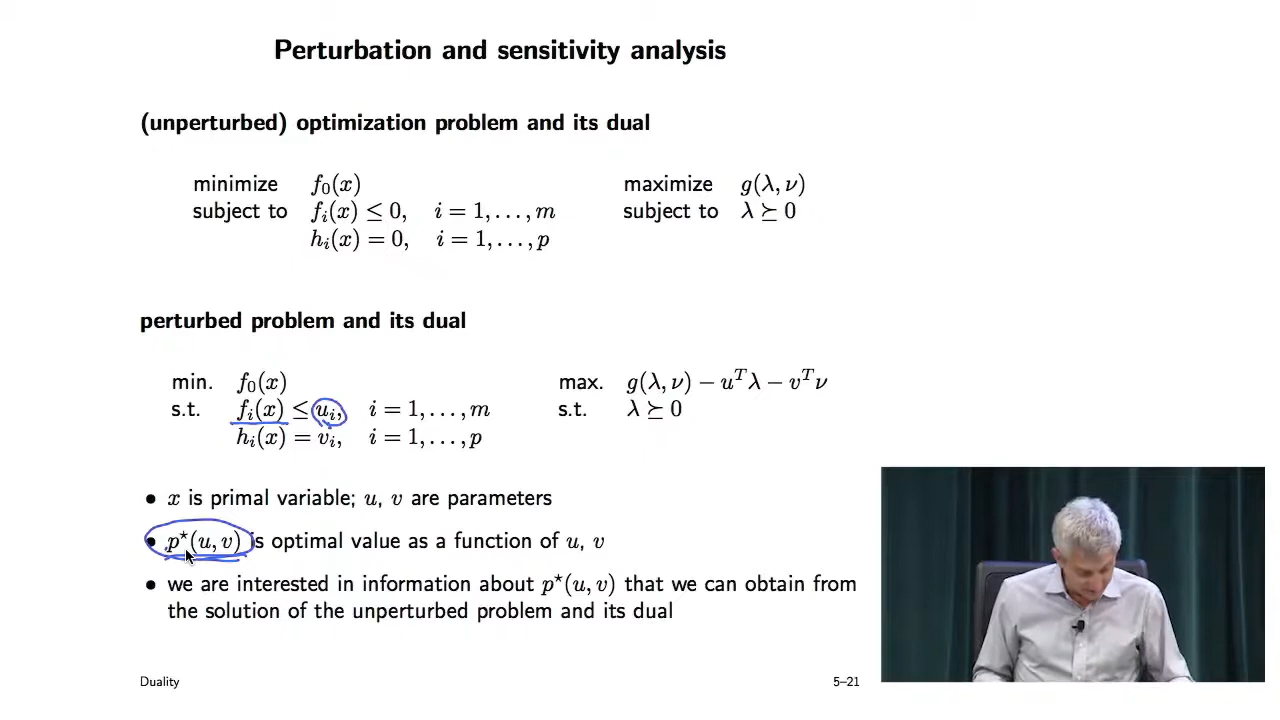 Perturbation and sensitivity analysis
(unperturbed) optimization problem and its dual
minimize f₀(x) maximize g(λ, ν)
subject to fᵢ(x) ≤ 0, i = 1, . . . , m subject to λ ⪰ 0
hᵢ(x) = 0, i = 1, . . . , p
perturbed problem and its dual
min. f₀(x) max. g(λ, ν) − uᵀλ − vᵀν
s.t. fᵢ(x) ≤ uᵢ, i = 1, . . . , m s.t. λ ⪰ 0
hᵢ(x) = vᵢ, i = 1, . . . , p
• x is primal variable; u, v are parameters
• p⋆(u, v) is optimal value as a function of u, v
• we are interested in information about p⋆(u, v) that we can obtain from
the solution of the unperturbed problem and its dual
Duality 5–21